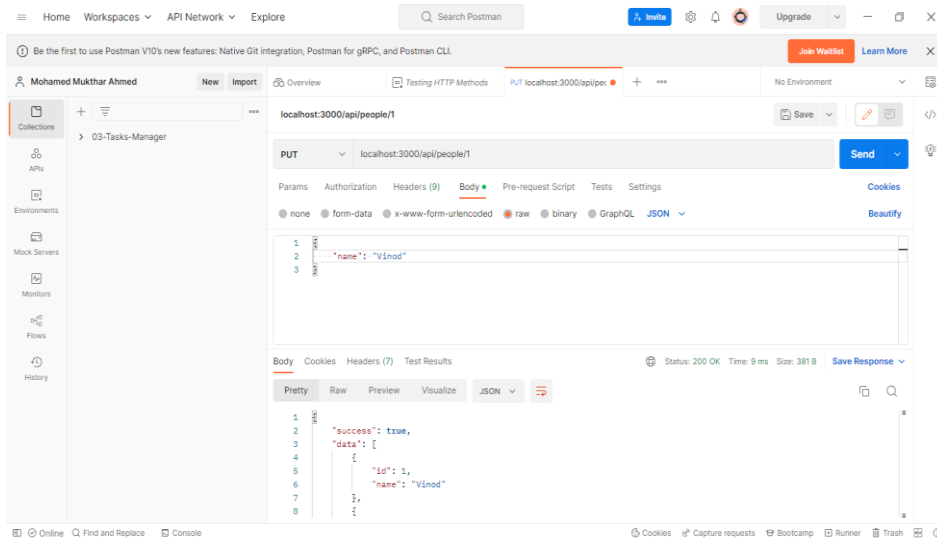 Home Workspaces API Network Explore Search Postman Invite Upgrade
Be the first to use Postman V10's new features: Native Git integration, Postman for gRPC, and Postman CLI. Join Waitlist Learn More
Mohamed Mukthar Ahmed New Import Overview Testing HTTP Methods PUT localhost:3000/api/peo No Environment
Collections
APIs
Environments
Mock Servers
Monitors
Flows
History
03-Tasks-Manager
localhost:3000/api/people/1 Save
PUT localhost:3000/api/people/1 Send
Params Authorization Headers (9) Body Pre-request Script Tests Settings Cookies
none form-data x-www-form-urlencoded raw binary GraphQL JSON Beautify
1 {
2 "name": "Vinod"
3 }
Body Cookies Headers (7) Test Results Status: 200 OK Time: 9 ms Size: 381 B Save Response
Pretty Raw Preview Visualize JSON
1 {
2 "success": true,
3 "data": [
4 {
5 "id": 1,
6 "name": "Vinod"
7 },
8 {
Online Find and Replace Console Cookies Capture requests Bootcamp Runner Trash